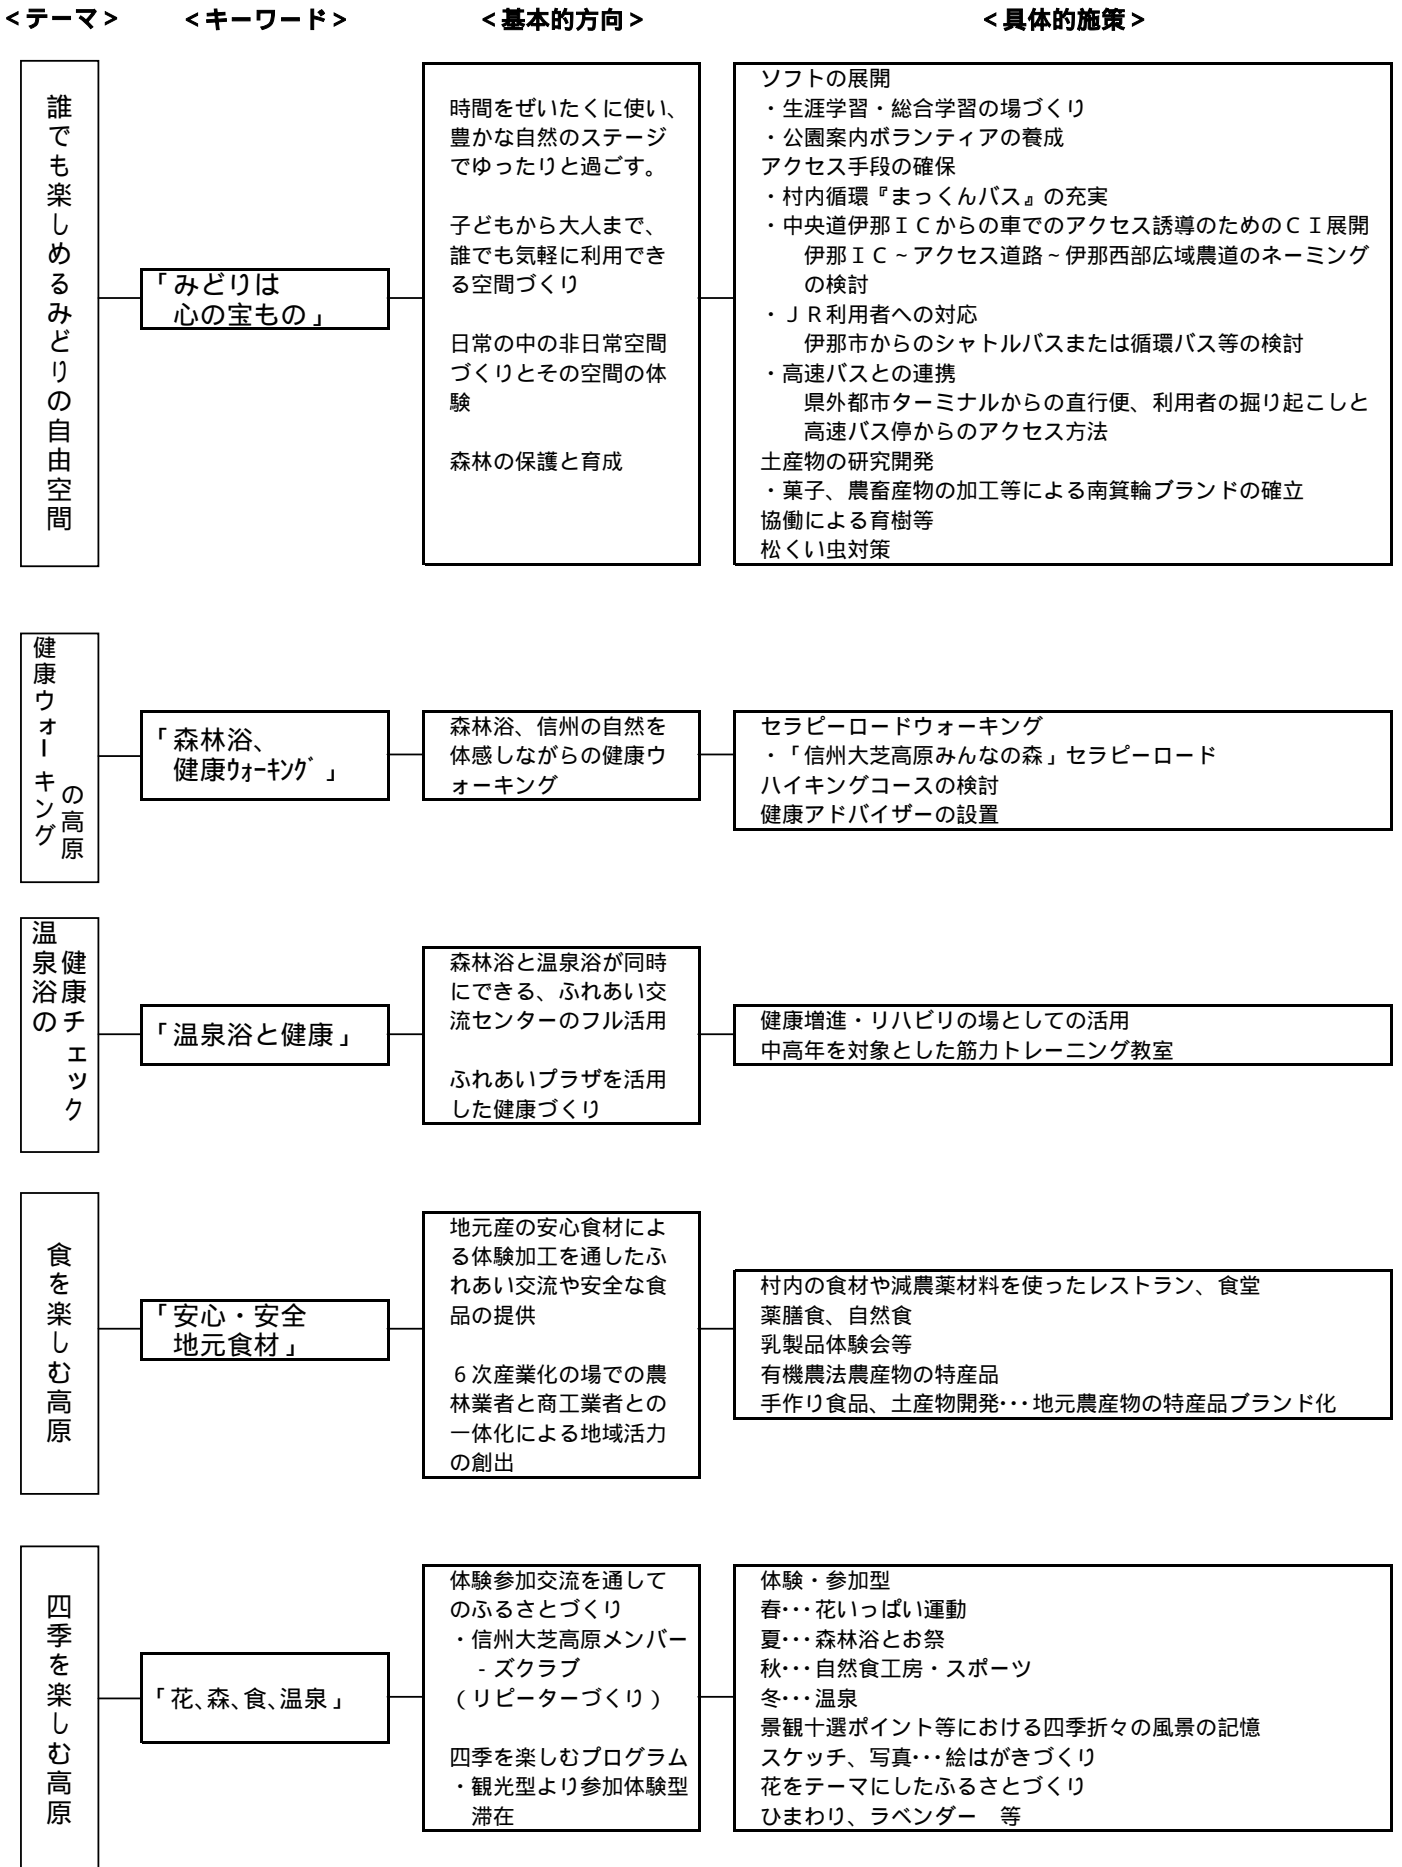 ＜テーマ＞　＜キーワード＞　＜基本的方向＞　＜具体的施策＞
誰でも楽しめるみどりの自由空間
「みどりは
心の宝もの」
時間をぜいたくに使い、
豊かな自然のステージ
でゆったりと過ごす。
子どもから大人まで、
誰でも気軽に利用でき
る空間づくり
日常の中の非日常空間
づくりとその空間の体
験
森林の保護と育成
ソフトの展開
・生涯学習・総合学習の場づくり
・公園案内ボランティアの養成
アクセス手段の確保
・村内循環『まっくんバス』の充実
・中央道伊那ＩＣからの車でのアクセス誘導のためのＣＩ展開
伊那ＩＣ～アクセス道路～伊那西部広域農道のネーミング
の検討
・ＪＲ利用者への対応
伊那市からのシャトルバスまたは循環バス等の検討
・高速バスとの連携
県外都市ターミナルからの直行便、利用者の掘り起こしと
高速バス停からのアクセス方法
土産物の研究開発
・菓子、農畜産物の加工等による南箕輪ブランドの確立
協働による育樹等
松くい虫対策
健康ウォーキング
の高原
「森林浴、
健康ｳｫｰｷﾝｸﾞ」
森林浴、信州の自然を
体感しながらの健康ウ
ォーキング
セラピーロードウォーキング
・「信州大芝高原みんなの森」セラピーロード
ハイキングコースの検討
健康アドバイザーの設置
温泉浴の
健康チェック
「温泉浴と健康」
森林浴と温泉浴が同時
にできる、ふれあい交
流センターのフル活用
ふれあいプラザを活用
した健康づくり
健康増進・リハビリの場としての活用
中高年を対象とした筋力トレーニング教室
食を楽しむ高原
「安心・安全
地元食材」
地元産の安心食材によ
る体験加工を通したふ
れあい交流や安全な食
品の提供
６次産業化の場での農
林業者と商工業者との
一体化による地域活力
の創出
村内の食材や減農薬材料を使ったレストラン、食堂
薬膳食、自然食
乳製品体験会等
有機農法農産物の特産品
手作り食品、土産物開発･･･地元農産物の特産品ブランド化
四季を楽しむ高原
「花､森､食､温泉」
体験参加交流を通して
のふるさとづくり
・信州大芝高原メンバー
‐ズクラブ
（リピーターづくり）
四季を楽しむプログラム
・観光型より参加体験型
滞在
体験・参加型
春･･･花いっぱい運動
夏･･･森林浴とお祭
秋･･･自然食工房・スポーツ
冬･･･温泉
景観十選ポイント等における四季折々の風景の記憶
スケッチ、写真･･･絵はがきづくり
花をテーマにしたふるさとづくり
ひまわり、ラベンダー　等